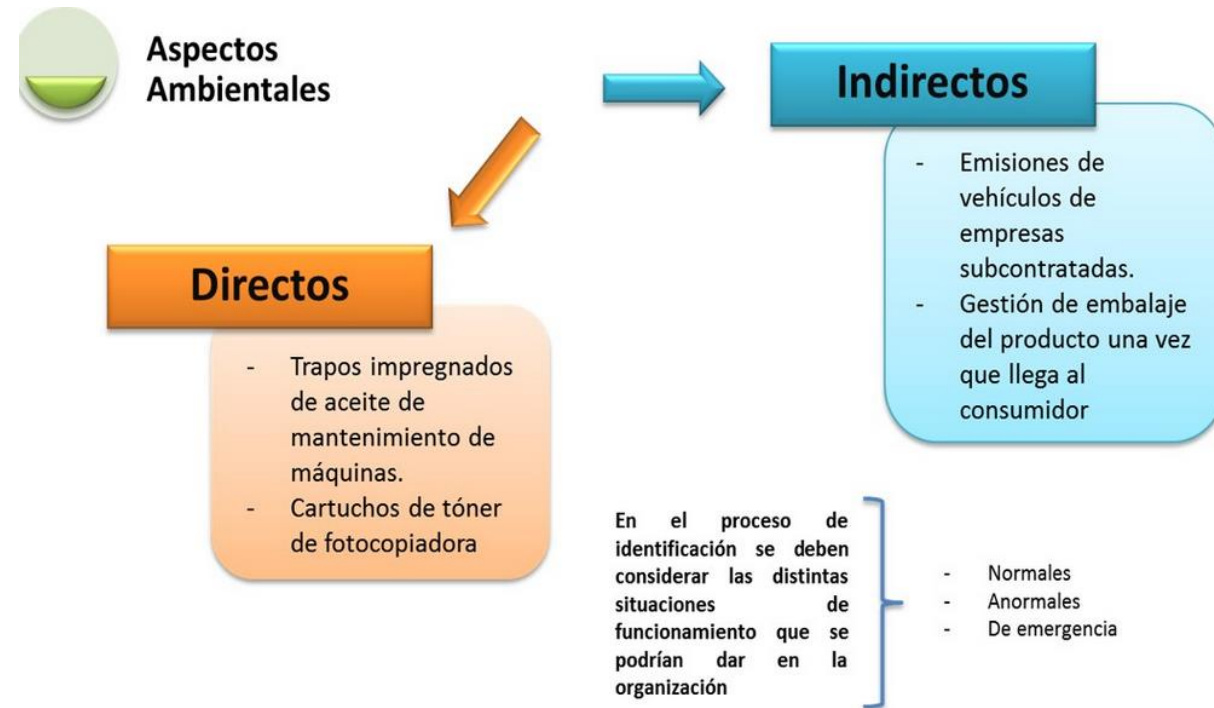 Aspectos
Ambientales
Indirectos
- Emisiones de
vehículos de
empresas
subcontratadas.
- Gestión de embalaje
del producto una vez
que llega al
consumidor
Directos
- Trapos impregnados
de aceite de
mantenimiento de
máquinas.
- Cartuchos de tóner
de fotocopiadora
En el proceso de
identificación se deben
considerar las distintas
situaciones de
funcionamiento que se
podrían dar en la
organización
- Normales
- Anormales
- De emergencia